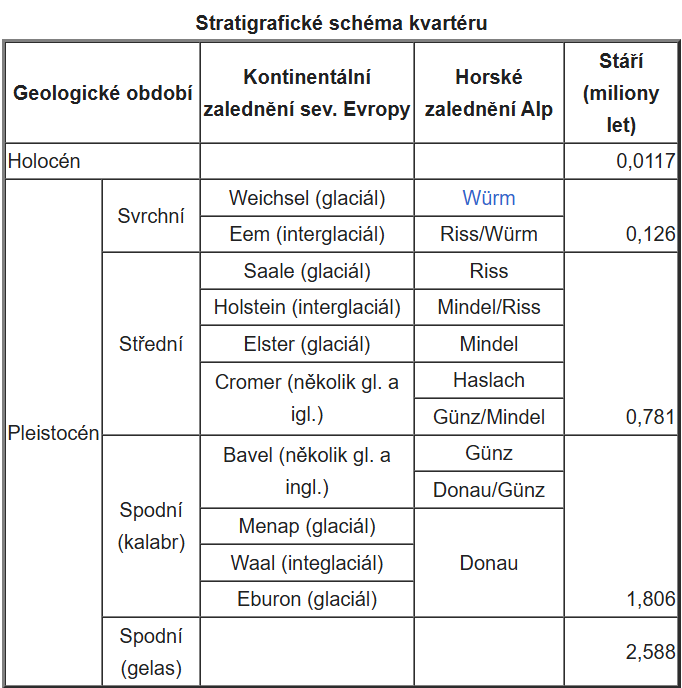 Stratigrafické schéma kvartéru
Geologické období
Kontinentální
zalednění sev. Evropy
Horské
zalednění Alp
Stáří
(miliony
let)
Holocén
0,0117
Pleistocén
Svrchní
Weichsel (glaciál)
Würm
Eem (interglaciál)
Riss/Würm
0,126
Střední
Saale (glaciál)
Riss
Holstein (interglaciál)
Mindel/Riss
Elster (glaciál)
Mindel
Cromer (několik gl. a
igl.)
Haslach
Günz/Mindel
0,781
Spodní
(kalabr)
Bavel (několik gl. a
ingl.)
Günz
Donau/Günz
Menap (glaciál)
Waal (integlaciál)
Eburon (glaciál)
Donau
1,806
Spodní
(gelas)
2,588